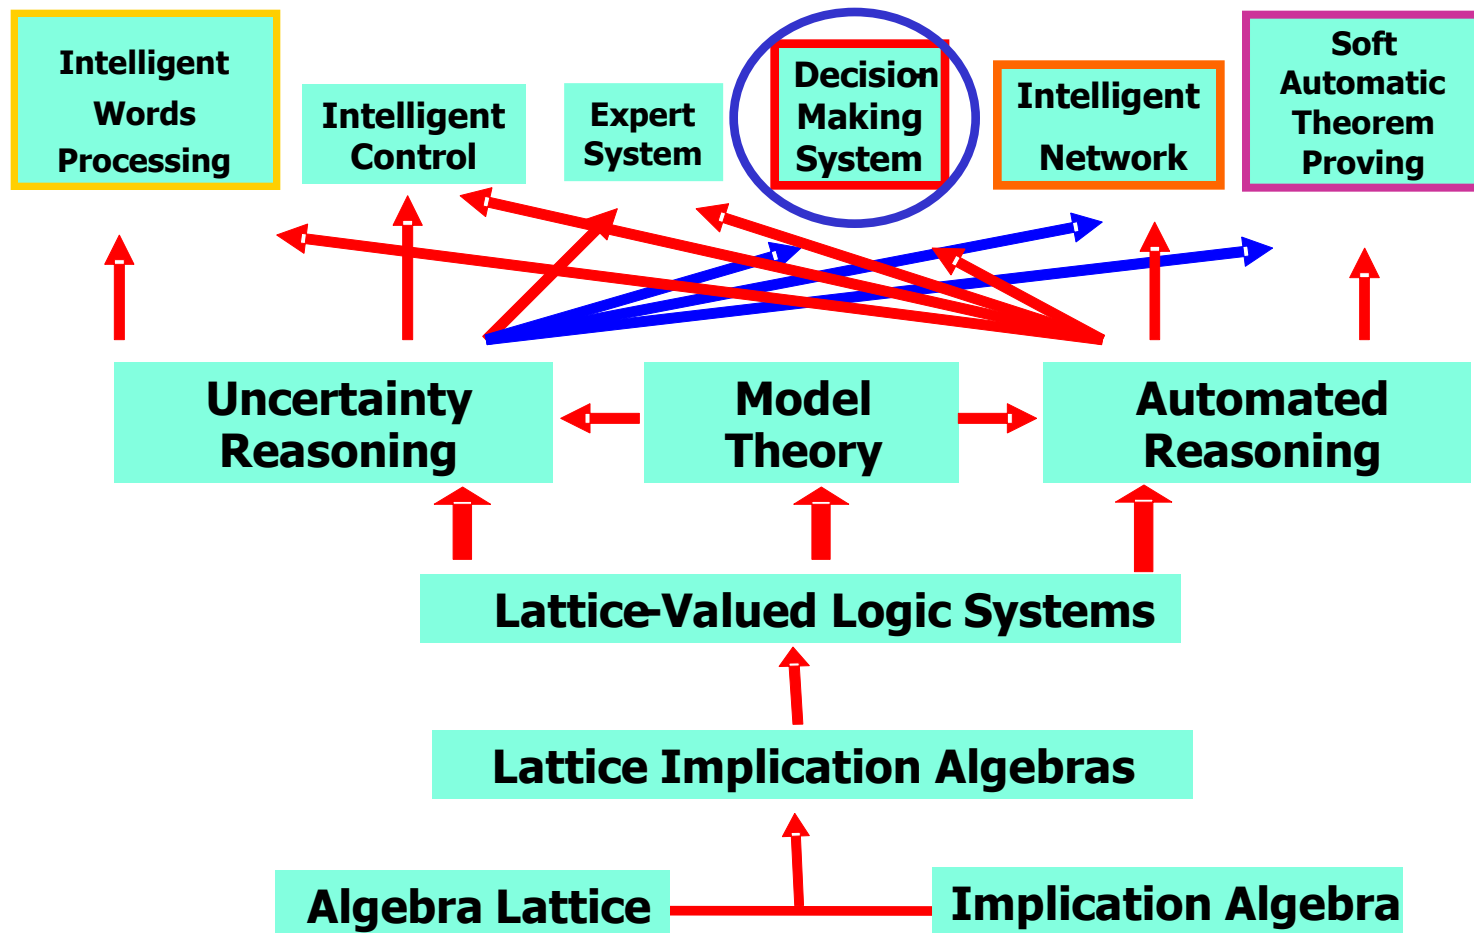 Intelligent
Words
Processing
Intelligent
Control
Expert
System
Decision-
Making
System
Intelligent
Network
Soft
Automatic
Theorem
Proving
Uncertainty
Reasoning
Model
Theory
Automated
Reasoning
Lattice-Valued Logic Systems
Lattice Implication Algebras
Algebra Lattice
Implication Algebra